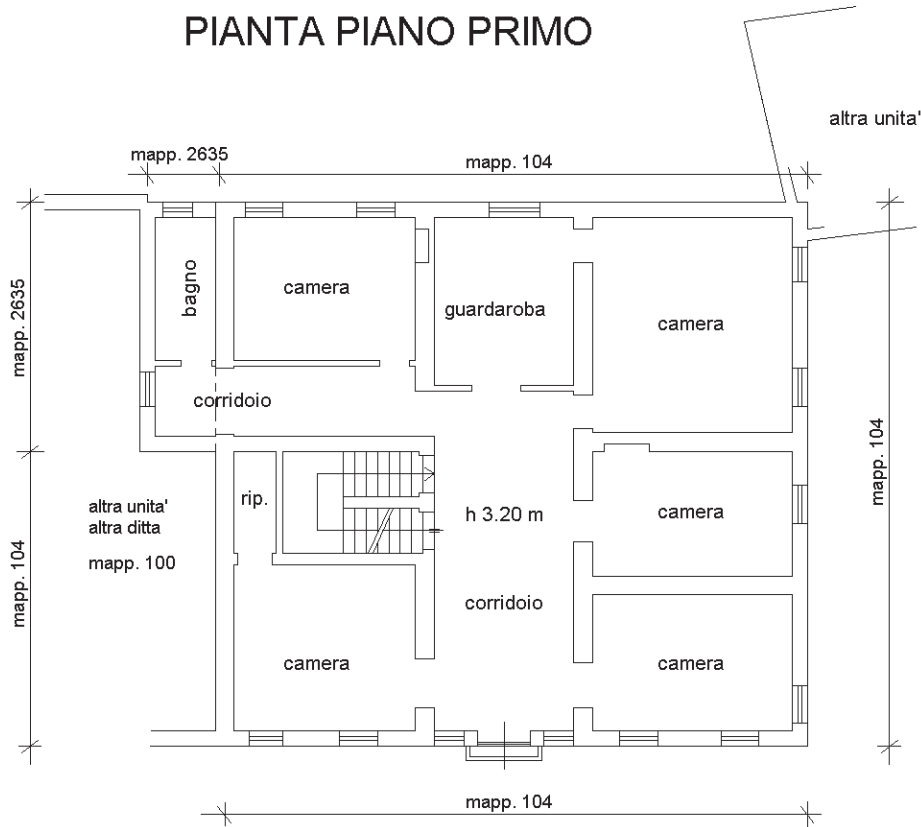 PIANTA PIANO PRIMO
altra unita'
mapp. 2635
mapp. 104
mapp. 2635
bagno
camera
guardaroba
camera
corridoio
mapp. 104
rip.
h 3.20 m
camera
altra unita'
altra ditta
mapp. 100
mapp. 104
corridoio
camera
camera
mapp. 104